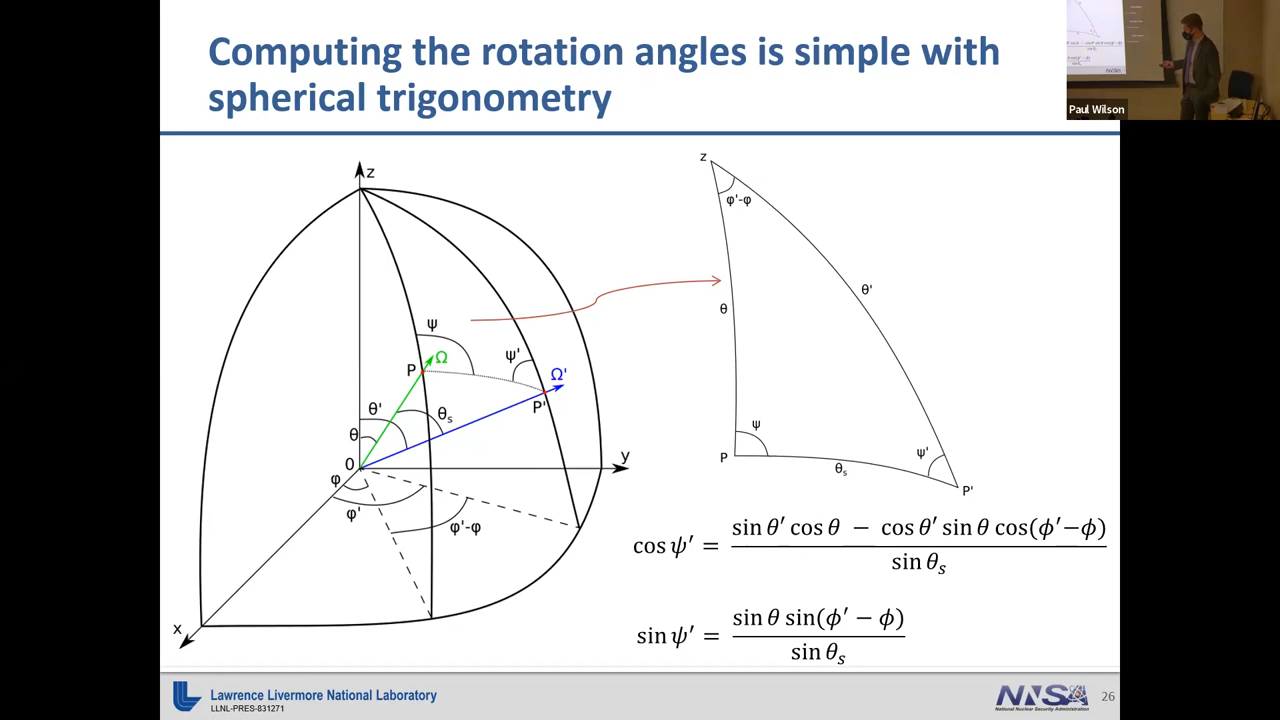 Computing the rotation angles is simple with
spherical trigonometry
Paul Wilson
z
ψ
P
Ω
ψ'
Ω'
P'
θ'
θ
θs
0
y
φ
φ'
φ'-φ
x
z
φ'-φ
θ'
θ
ψ
P
θs
ψ'
P'
cos ψ′ = sin θ′ cos θ − cos θ′ sin θ cos(ϕ′−ϕ) / sin θs
sin ψ′ = sin θ sin(ϕ′ − ϕ) / sin θs
Lawrence Livermore National Laboratory
LLNL-PRES-831271
NNSA
National Nuclear Security Administration
26